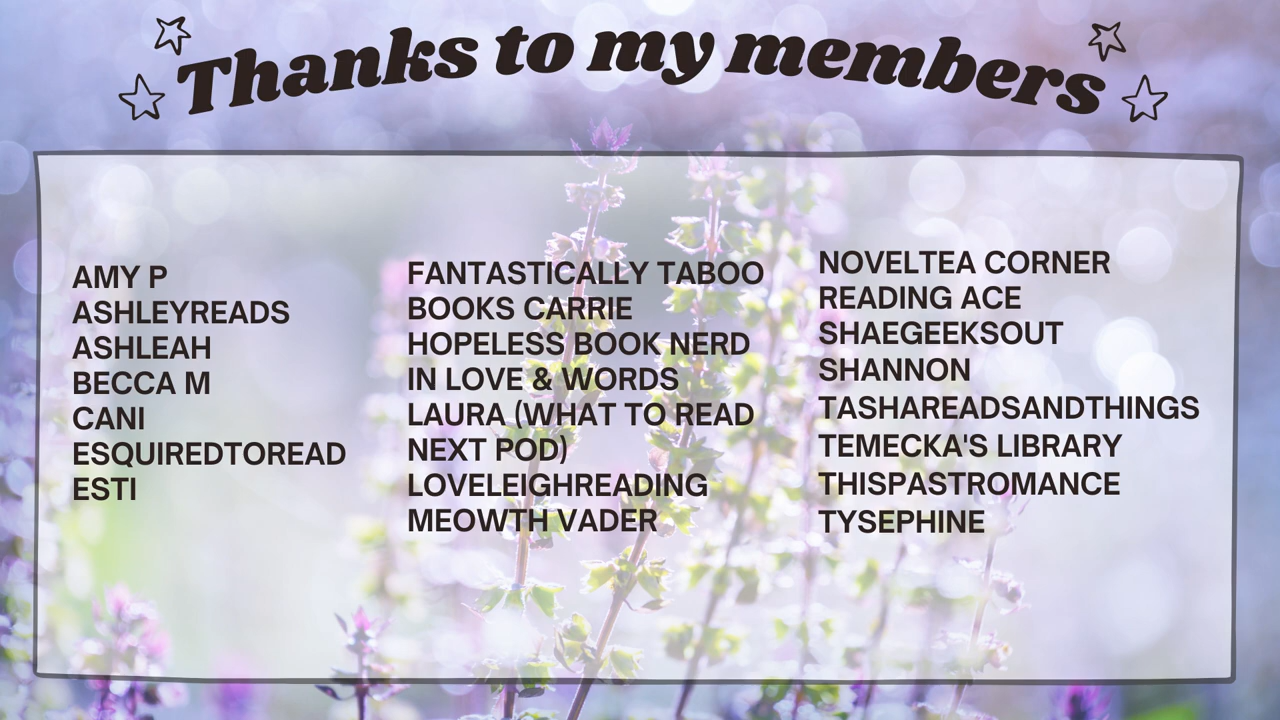 Thanks to my members
AMY P
ASHLEYREADS
ASHLEAH
BECCA M
CANI
ESQUIREDTOREAD
ESTI
FANTASTICALLY TABOO
BOOKS CARRIE
HOPELESS BOOK NERD
IN LOVE & WORDS
LAURA (WHAT TO READ
NEXT POD)
LOVELEIGHREADING
MEOWTH VADER
NOVELTEA CORNER
READING ACE
SHAEGEEKSOUT
SHANNON
TASHAREADSANDTHINGS
TEMECKA'S LIBRARY
THISPASTROMANCE
TYSEPHINE